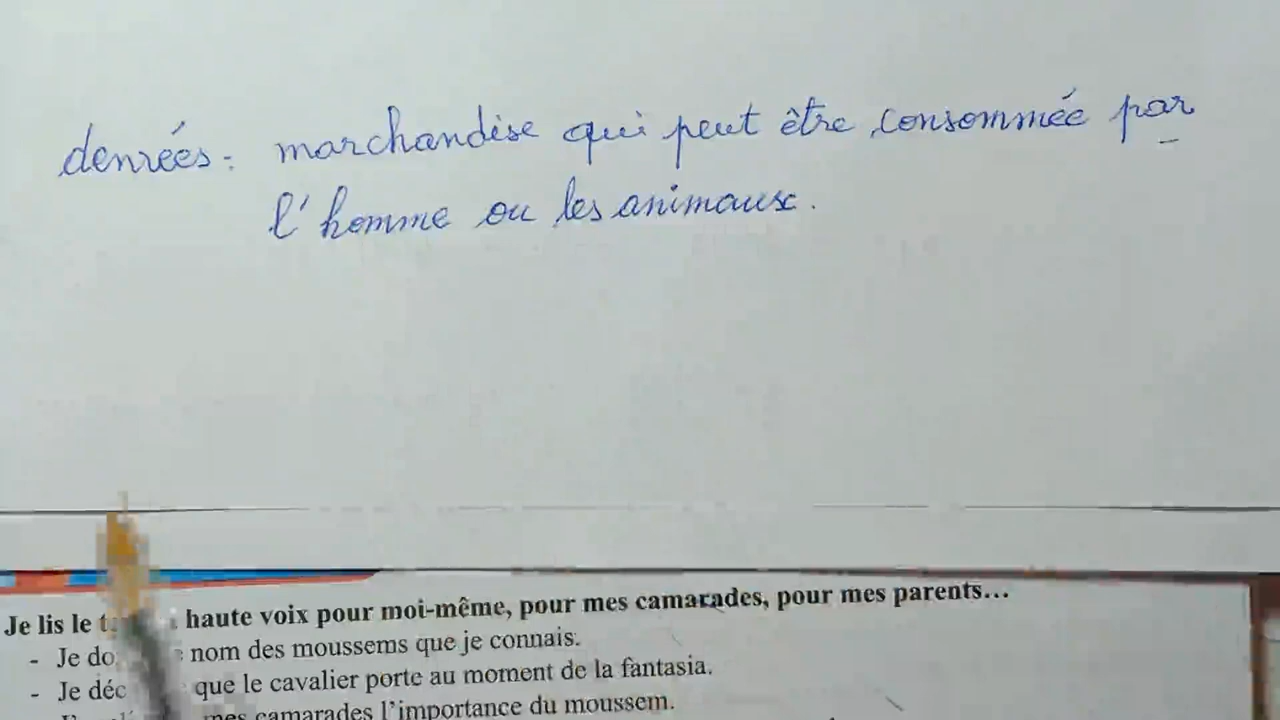 denrées: marchandise qui peut être consommée par
l'homme ou les animaux.
Je lis le haute voix pour moi-même, pour mes camarades, pour mes parents...
- Je nom des moussems que je connais.
- Je que le cavalier porte au moment de la fantasia.
mes camarades l'importance du moussem.